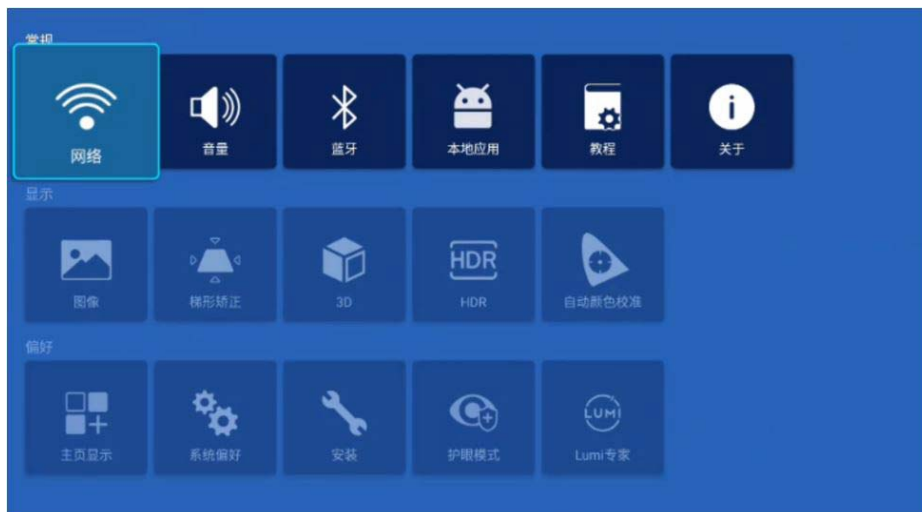 常规
网络
音量
蓝牙
本地应用
教程
关于
显示
图像
梯形矫正
3D
HDR
HDR
自动颜色校准
偏好
主页显示
系统偏好
安装
护眼模式
LUMI
Lumi专家